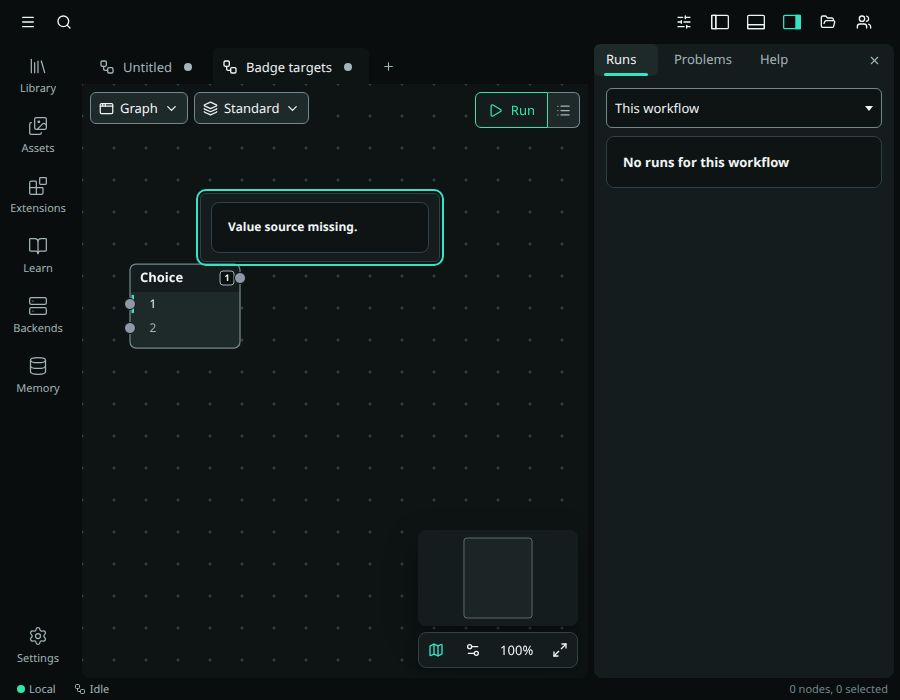 Untitled
Badge targets
Runs
Problems
Help
Library
Assets
Extensions
Learn
Backends
Memory
Settings
Graph
Standard
Run
This workflow
No runs for this workflow
Value source missing.
Choice
1
1
2
100%
Local
Idle
0 nodes, 0 selected